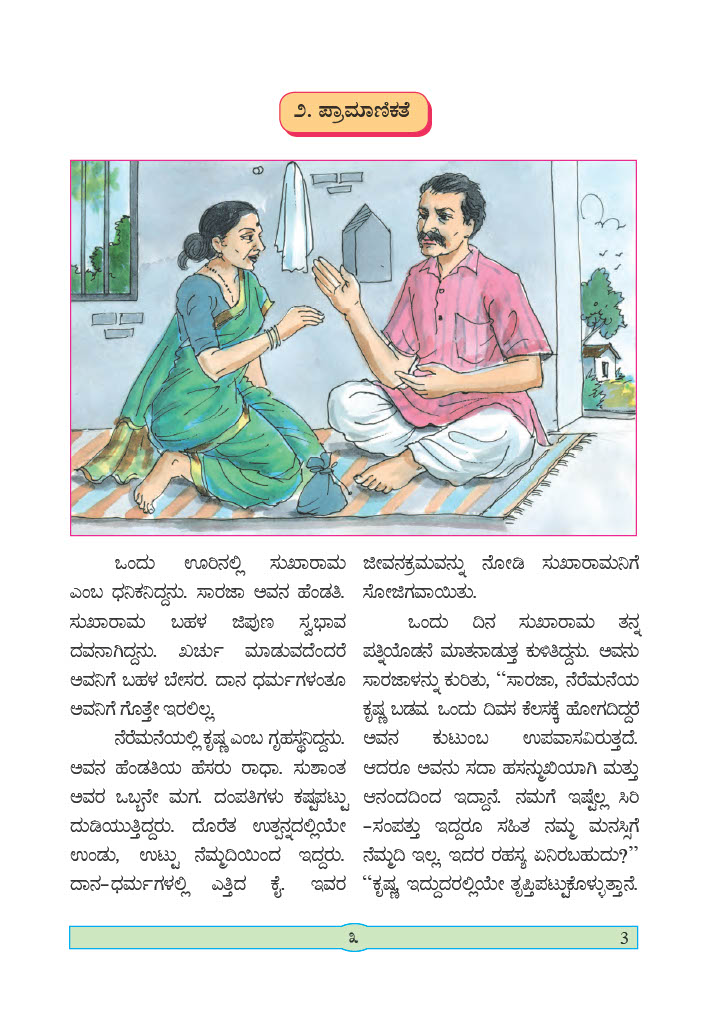 ೨. ಪ್ರಾಮಾಣಿಕತೆ
ಒಂದು ಊರಿನಲ್ಲಿ ಸುಖಾರಾಮ
ಎಂಬ ಧನಿಕನಿದ್ದನು. ಸಾರಜಾ ಅವನ ಹೆಂಡತಿ.
ಸುಖಾರಾಮ ಬಹಳ ಜಿಪುಣ ಸ್ವಭಾವ
ದವನಾಗಿದ್ದನು. ಖರ್ಚು ಮಾಡುವದೆಂದರೆ
ಅವನಿಗೆ ಬಹಳ ಬೇಸರ. ದಾನ ಧರ್ಮಗಳಂತೂ
ಅವನಿಗೆ ಗೊತ್ತೇ ಇರಲಿಲ್ಲ.
ನೆರೆಮನೆಯಲ್ಲಿ ಕೃಷ್ಣ ಎಂಬ ಗೃಹಸ್ಥನಿದ್ದನು.
ಅವನ ಹೆಂಡತಿಯ ಹೆಸರು ರಾಧಾ. ಸುಶಾಂತ
ಅವರ ಒಬ್ಬನೇ ಮಗ. ದಂಪತಿಗಳು ಕಷ್ಟಪಟ್ಟು
ದುಡಿಯುತ್ತಿದ್ದರು. ದೊರೆತ ಉತ್ಪನ್ನದಲ್ಲಿಯೇ
ಉಂಡು, ಉಟ್ಟು ನೆಮ್ಮದಿಯಿಂದ ಇದ್ದರು.
ದಾನ-ಧರ್ಮಗಳಲ್ಲಿ ಎತ್ತಿದ ಕೈ. ಇವರ
ಜೀವನಕ್ರಮವನ್ನು ನೋಡಿ ಸುಖಾರಾಮನಿಗೆ
ಸೋಜಿಗವಾಯಿತು.
ಒಂದು ದಿನ ಸುಖಾರಾಮ ತನ್ನ
ಪತ್ನಿಯೊಡನೆ ಮಾತನಾಡುತ್ತ ಕುಳಿತಿದ್ದನು. ಅವನು
ಸಾರಜಾಳನ್ನು ಕುರಿತು, “ಸಾರಜಾ, ನೆರೆಮನೆಯ
ಕೃಷ್ಣ ಬಡವ. ಒಂದು ದಿವಸ ಕೆಲಸಕ್ಕೆ ಹೋಗದಿದ್ದರೆ
ಅವನ ಕುಟುಂಬ ಉಪವಾಸವಿರುತ್ತದೆ.
ಆದರೂ ಅವನು ಸದಾ ಹಸನ್ಮುಖಿಯಾಗಿ ಮತ್ತು
ಆನಂದದಿಂದ ಇದ್ದಾನೆ. ನಮಗೆ ಇಷ್ಟೆಲ್ಲ ಸಿರಿ
-ಸಂಪತ್ತು ಇದ್ದರೂ ಸಹಿತ ನಮ್ಮ ಮನಸ್ಸಿಗೆ
ನೆಮ್ಮದಿ ಇಲ್ಲ. ಇದರ ರಹಸ್ಯ ಏನಿರಬಹುದು?”
“ಕೃಷ್ಣ, ಇದ್ದುದರಲ್ಲಿಯೇ ತೃಪ್ತಿಪಟ್ಟುಕೊಳ್ಳುತ್ತಾನೆ.
೩
3